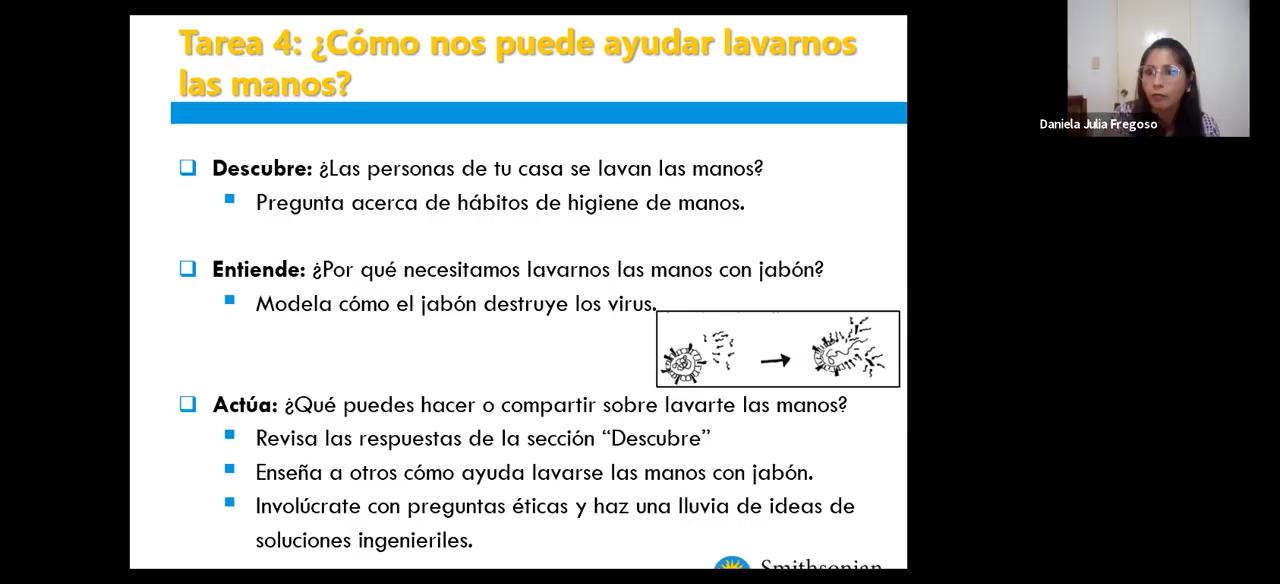 Tarea 4: ¿Cómo nos puede ayudar lavarnos
las manos?
Descubre: ¿Las personas de tu casa se lavan las manos?
Pregunta acerca de hábitos de higiene de manos.
Entiende: ¿Por qué necesitamos lavarnos las manos con jabón?
Modela cómo el jabón destruye los virus.
Actúa: ¿Qué puedes hacer o compartir sobre lavarte las manos?
Revisa las respuestas de la sección “Descubre”
Enseña a otros cómo ayuda lavarse las manos con jabón.
Involúcrate con preguntas éticas y haz una lluvia de ideas de
soluciones ingenieriles.
Smithsonian
Daniela Julia Fregoso